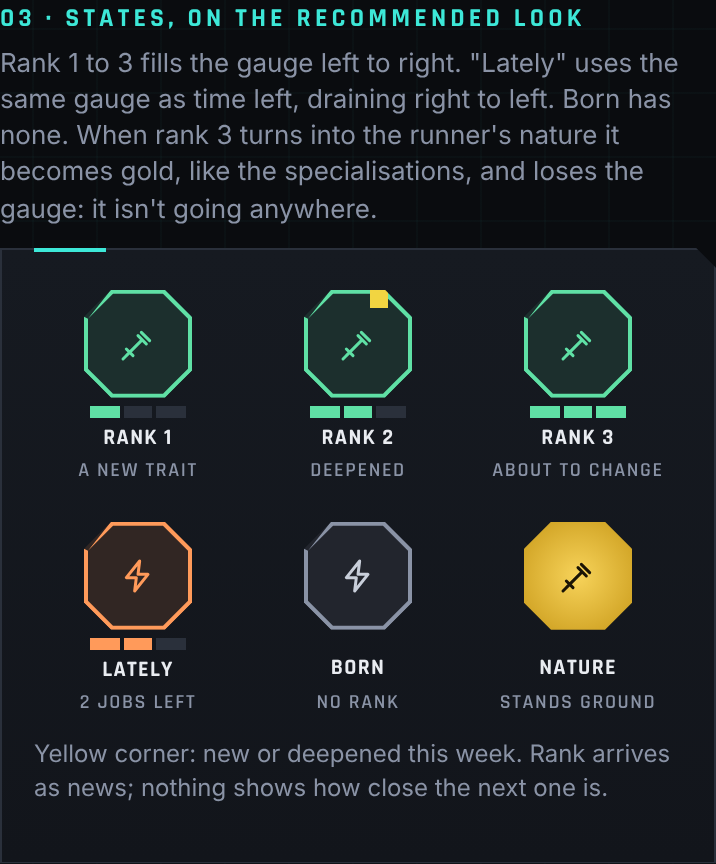 03 · STATES, ON THE RECOMMENDED LOOK
Rank 1 to 3 fills the gauge left to right. "Lately" uses the
same gauge as time left, draining right to left. Born has
none. When rank 3 turns into the runner's nature it
becomes gold, like the specialisations, and loses the
gauge: it isn't going anywhere.
RANK 1
A NEW TRAIT
RANK 2
DEEPENED
RANK 3
ABOUT TO CHANGE
LATELY
2 JOBS LEFT
BORN
NO RANK
NATURE
STANDS GROUND
Yellow corner: new or deepened this week. Rank arrives
as news; nothing shows how close the next one is.